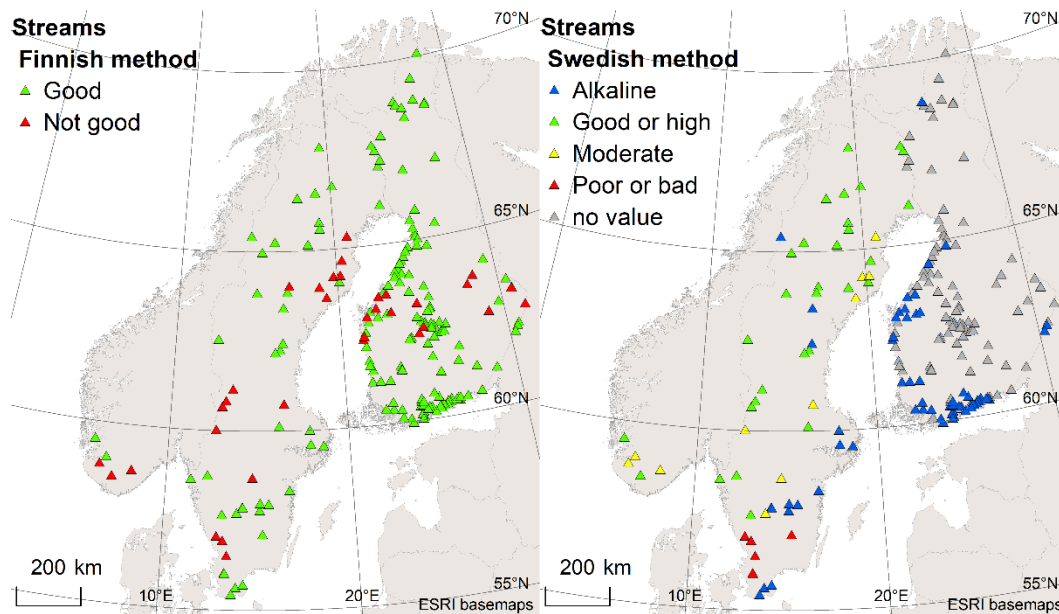 Streams
Finnish method
Good
Not good
70°N
65°N
60°N
55°N
200 km
10°E
20°E
ESRI basemaps
Streams
Swedish method
Alkaline
Good or high
Moderate
Poor or bad
no value
70°N
65°N
60°N
55°N
200 km
10°E
20°E
ESRI basemaps